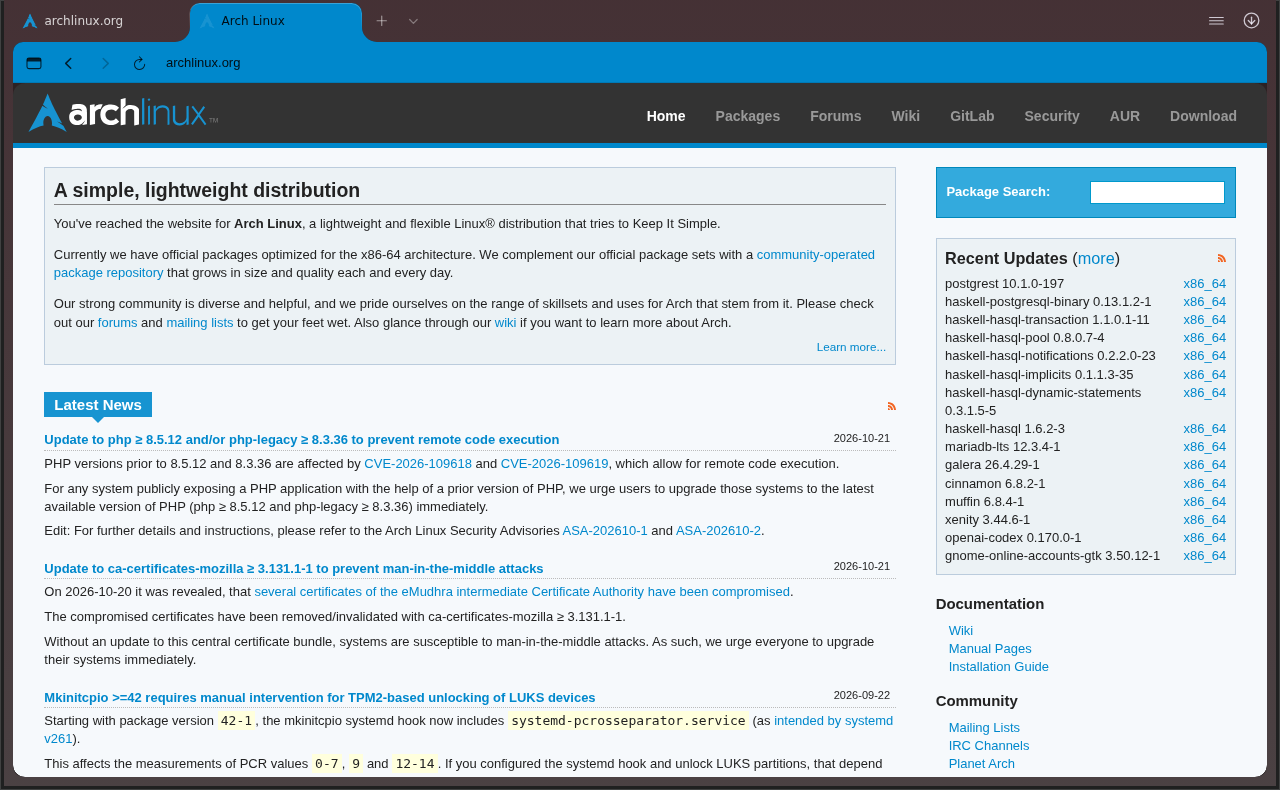 archlinux.org
Arch Linux
archlinux.org
archlinux™
Home Packages Forums Wiki GitLab Security AUR Download
A simple, lightweight distribution
You've reached the website for Arch Linux, a lightweight and flexible Linux® distribution that tries to Keep It Simple.
Currently we have official packages optimized for the x86-64 architecture. We complement our official package sets with a community-operated
package repository that grows in size and quality each and every day.
Our strong community is diverse and helpful, and we pride ourselves on the range of skillsets and uses for Arch that stem from it. Please check
out our forums and mailing lists to get your feet wet. Also glance through our wiki if you want to learn more about Arch.
Learn more...
Latest News
Update to php ≥ 8.5.12 and/or php-legacy ≥ 8.3.36 to prevent remote code execution 2026-10-21
PHP versions prior to 8.5.12 and 8.3.36 are affected by CVE-2026-109618 and CVE-2026-109619, which allow for remote code execution.
For any system publicly exposing a PHP application with the help of a prior version of PHP, we urge users to upgrade those systems to the latest
available version of PHP (php ≥ 8.5.12 and php-legacy ≥ 8.3.36) immediately.
Edit: For further details and instructions, please refer to the Arch Linux Security Advisories ASA-202610-1 and ASA-202610-2.
Update to ca-certificates-mozilla ≥ 3.131.1-1 to prevent man-in-the-middle attacks 2026-10-21
On 2026-10-20 it was revealed, that several certificates of the eMudhra intermediate Certificate Authority have been compromised.
The compromised certificates have been removed/invalidated with ca-certificates-mozilla ≥ 3.131.1-1.
Without an update to this central certificate bundle, systems are susceptible to man-in-the-middle attacks. As such, we urge everyone to upgrade
their systems immediately.
Mkinitcpio >=42 requires manual intervention for TPM2-based unlocking of LUKS devices 2026-09-22
Starting with package version 42-1, the mkinitcpio systemd hook now includes systemd-pcrosseparator.service (as intended by systemd
v261).
This affects the measurements of PCR values 0-7, 9 and 12-14. If you configured the systemd hook and unlock LUKS partitions, that depend
Package Search:
Recent Updates (more)
postgrest 10.1.0-197 x86_64
haskell-postgresql-binary 0.13.1.2-1 x86_64
haskell-hasql-transaction 1.1.0.1-11 x86_64
haskell-hasql-pool 0.8.0.7-4 x86_64
haskell-hasql-notifications 0.2.2.0-23 x86_64
haskell-hasql-implicits 0.1.1.3-35 x86_64
haskell-hasql-dynamic-statements x86_64
0.3.1.5-5
haskell-hasql 1.6.2-3 x86_64
mariadb-lts 12.3.4-1 x86_64
galera 26.4.29-1 x86_64
cinnamon 6.8.2-1 x86_64
muffin 6.8.4-1 x86_64
xenity 3.44.6-1 x86_64
openai-codex 0.170.0-1 x86_64
gnome-online-accounts-gtk 3.50.12-1 x86_64
Documentation
Wiki
Manual Pages
Installation Guide
Community
Mailing Lists
IRC Channels
Planet Arch